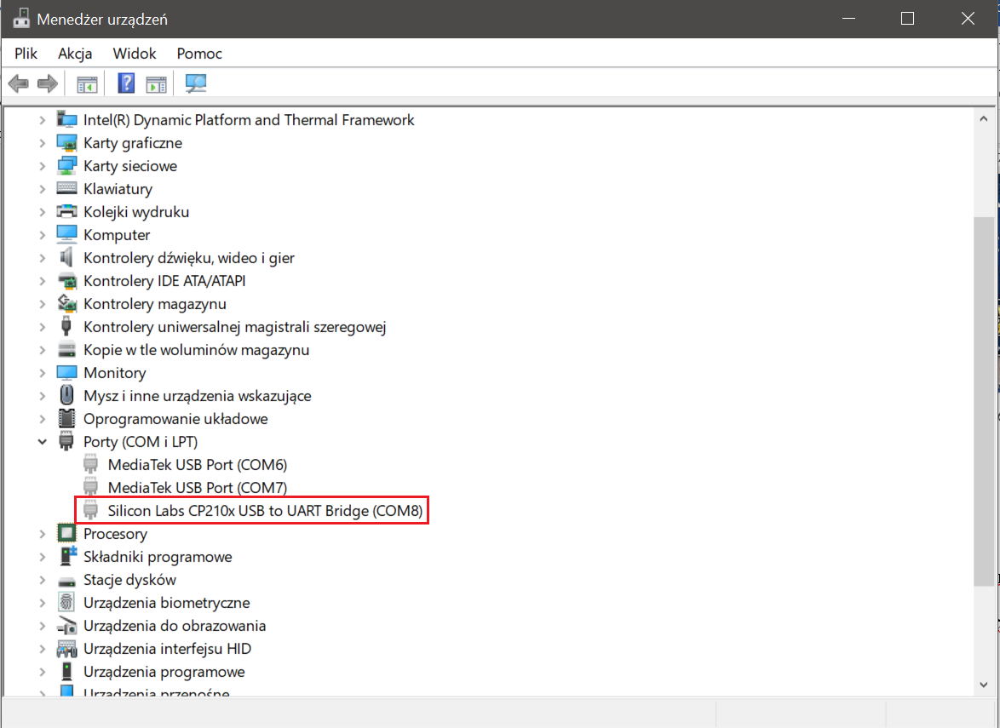 Menedżer urządzeń
Plik Akcja Widok Pomoc
?
Intel(R) Dynamic Platform and Thermal Framework
Karty graficzne
Karty sieciowe
Klawiatury
Kolejki wydruku
Komputer
Kontrolery dźwięku, wideo i gier
Kontrolery IDE ATA/ATAPI
Kontrolery magazynu
Kontrolery uniwersalnej magistrali szeregowej
Kopie w tle woluminów magazynu
Monitory
Mysz i inne urządzenia wskazujące
Oprogramowanie układowe
Porty (COM i LPT)
MediaTek USB Port (COM6)
MediaTek USB Port (COM7)
Silicon Labs CP210x USB to UART Bridge (COM8)
Procesory
Składniki programowe
Stacje dysków
Urządzenia biometryczne
Urządzenia do obrazowania
Urządzenia interfejsu HID
Urządzenia programowe
Urządzenia przenośne